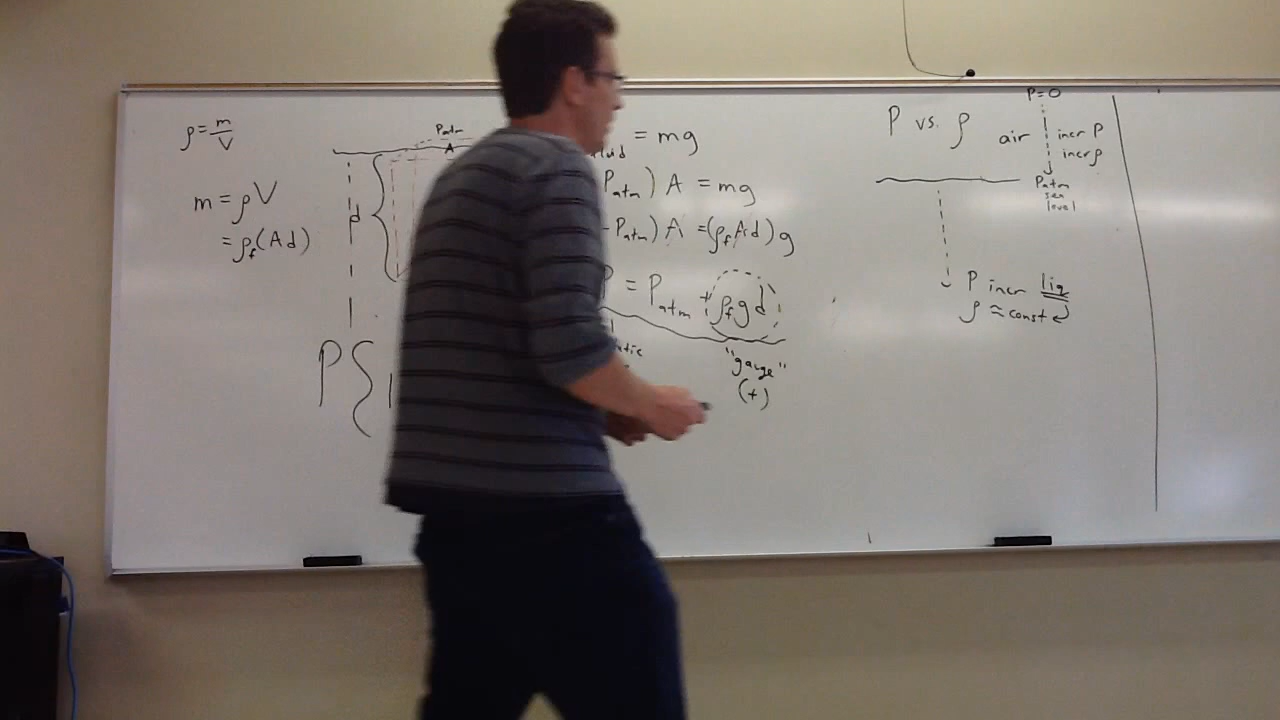 ρ = m/V
m = ρV
= ρf(Ad)
Patm
A
d
P
= mg
Patm) A = mg
-Patm) A = (ρf A d) g
P = Patm + ρf g d
"gauge"
(+)
P vs. ρ
air
P=0
incr P
incr ρ
Patm
sea
level
P incr liq
ρ ≈ const